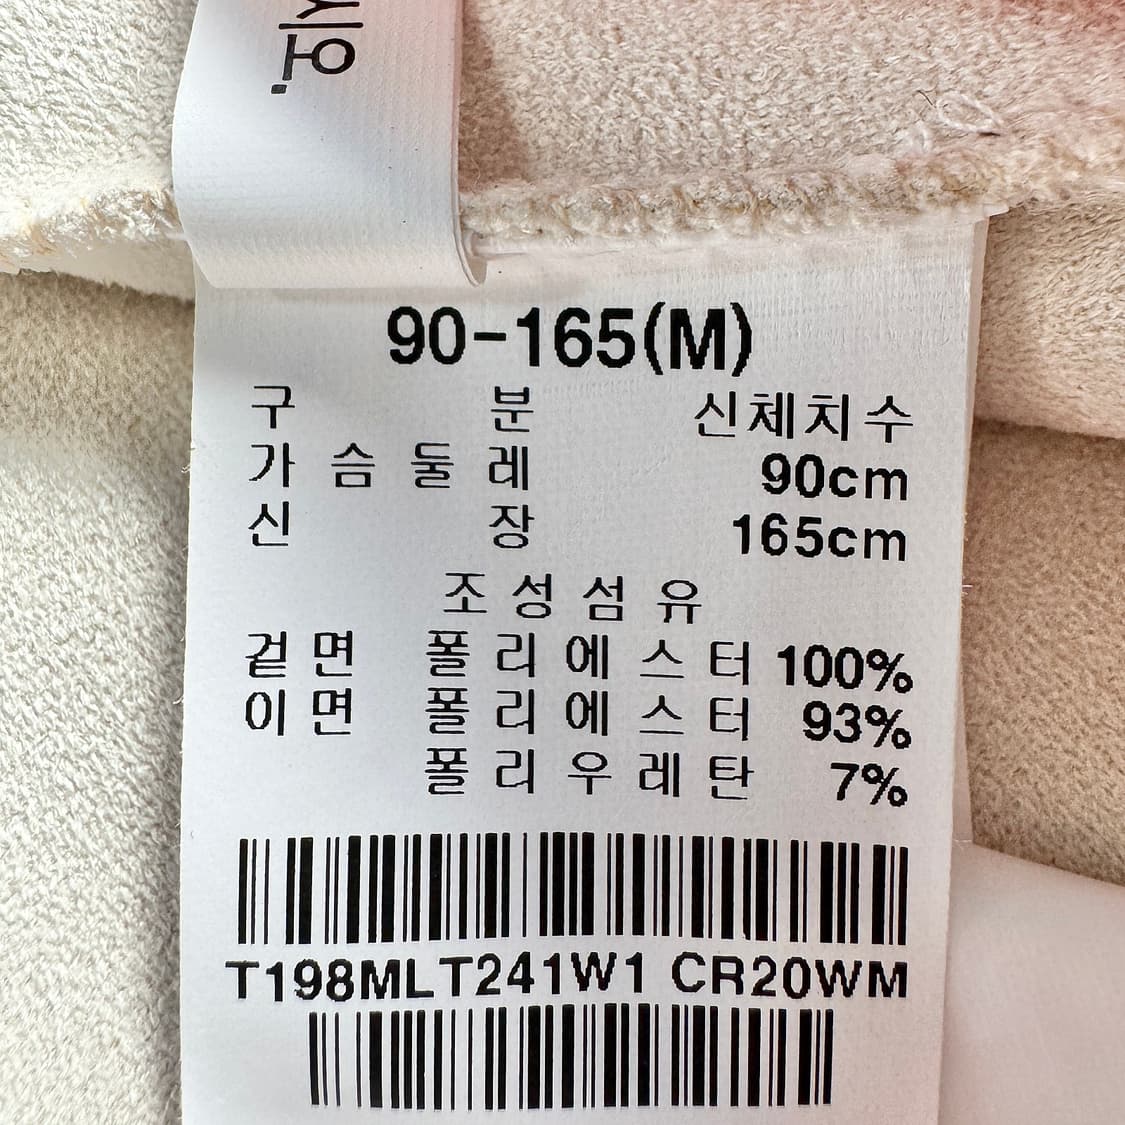 90-165(M)
구 분 신체치수
가 슴 둘 레 90cm
신 장 165cm
조 성 섬 유
겉 면 폴 리 에 스 터 100%
이 면 폴 리 에 스 터 93%
폴 리 우 레 탄 7%
T198MLT241W1 CR20WM